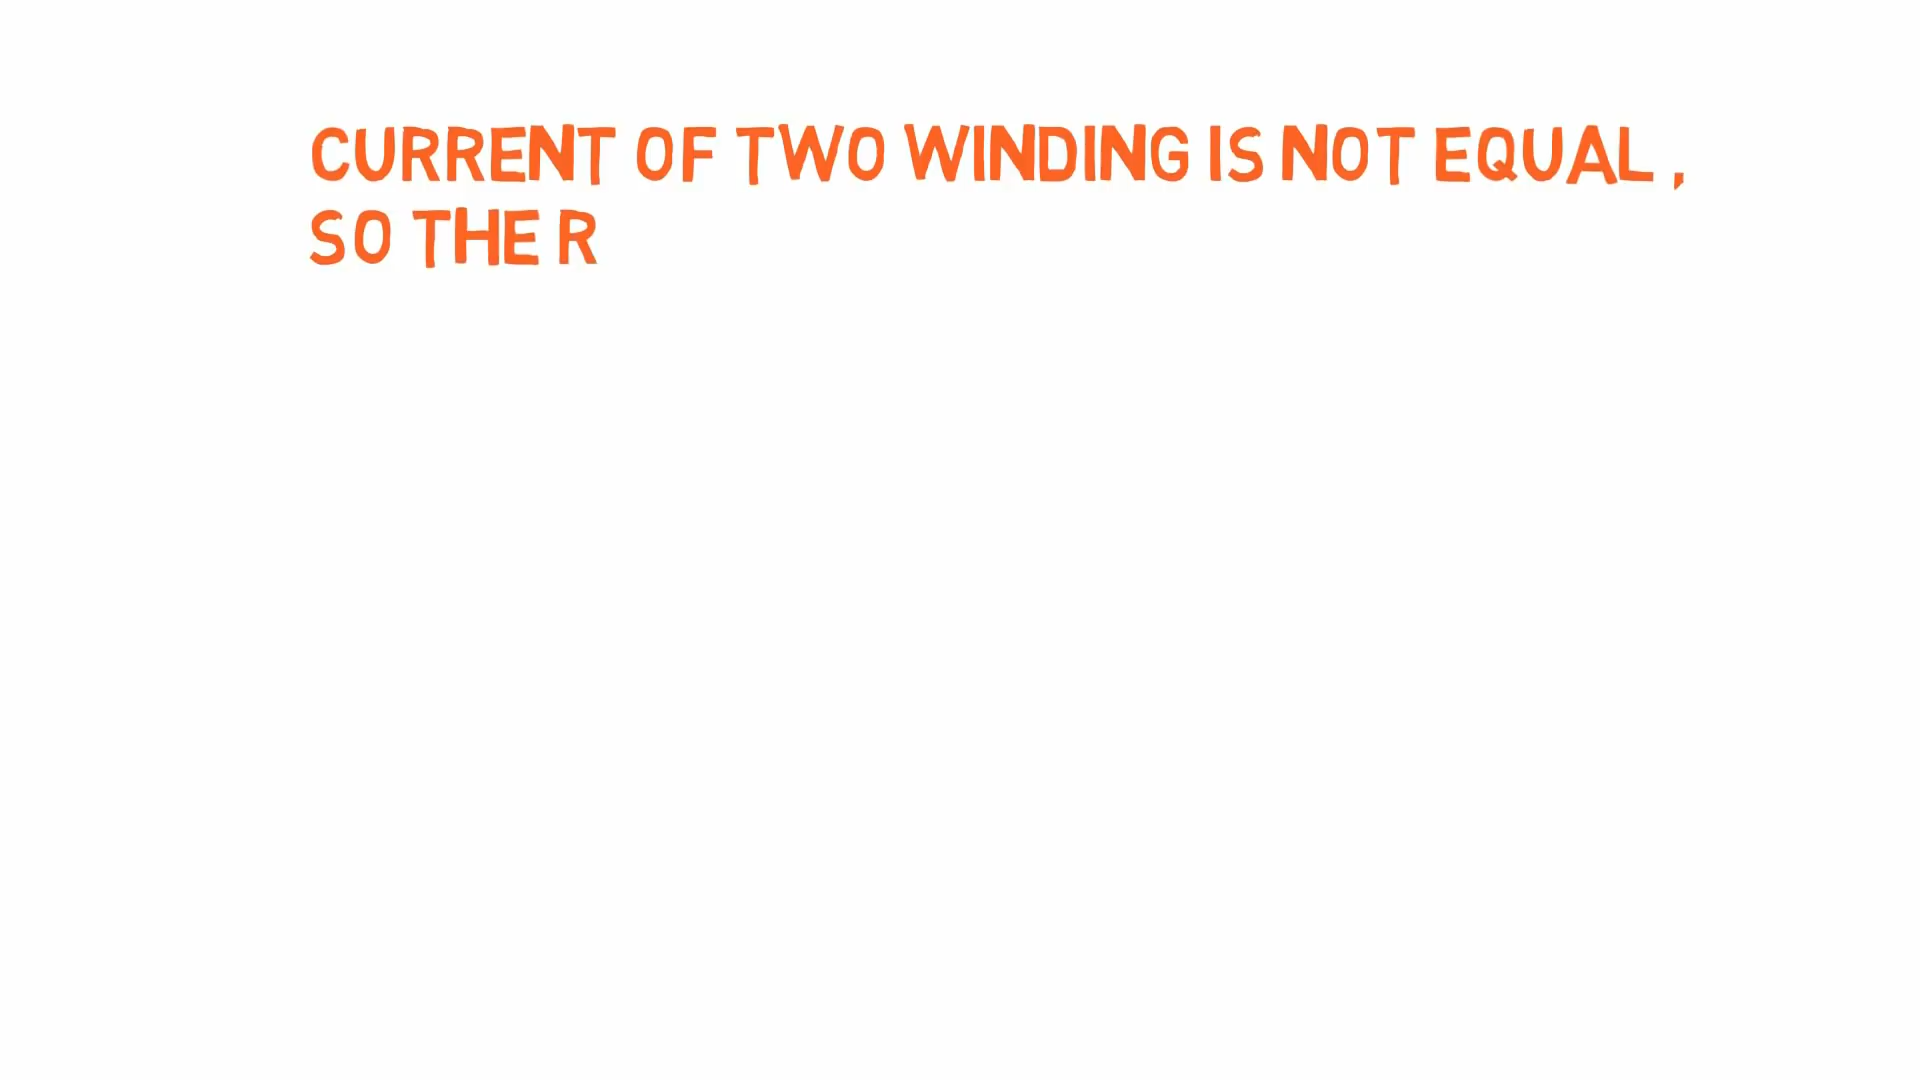 CURRENT OF TWO WINDING IS NOT EQUAL ,
SO THE R